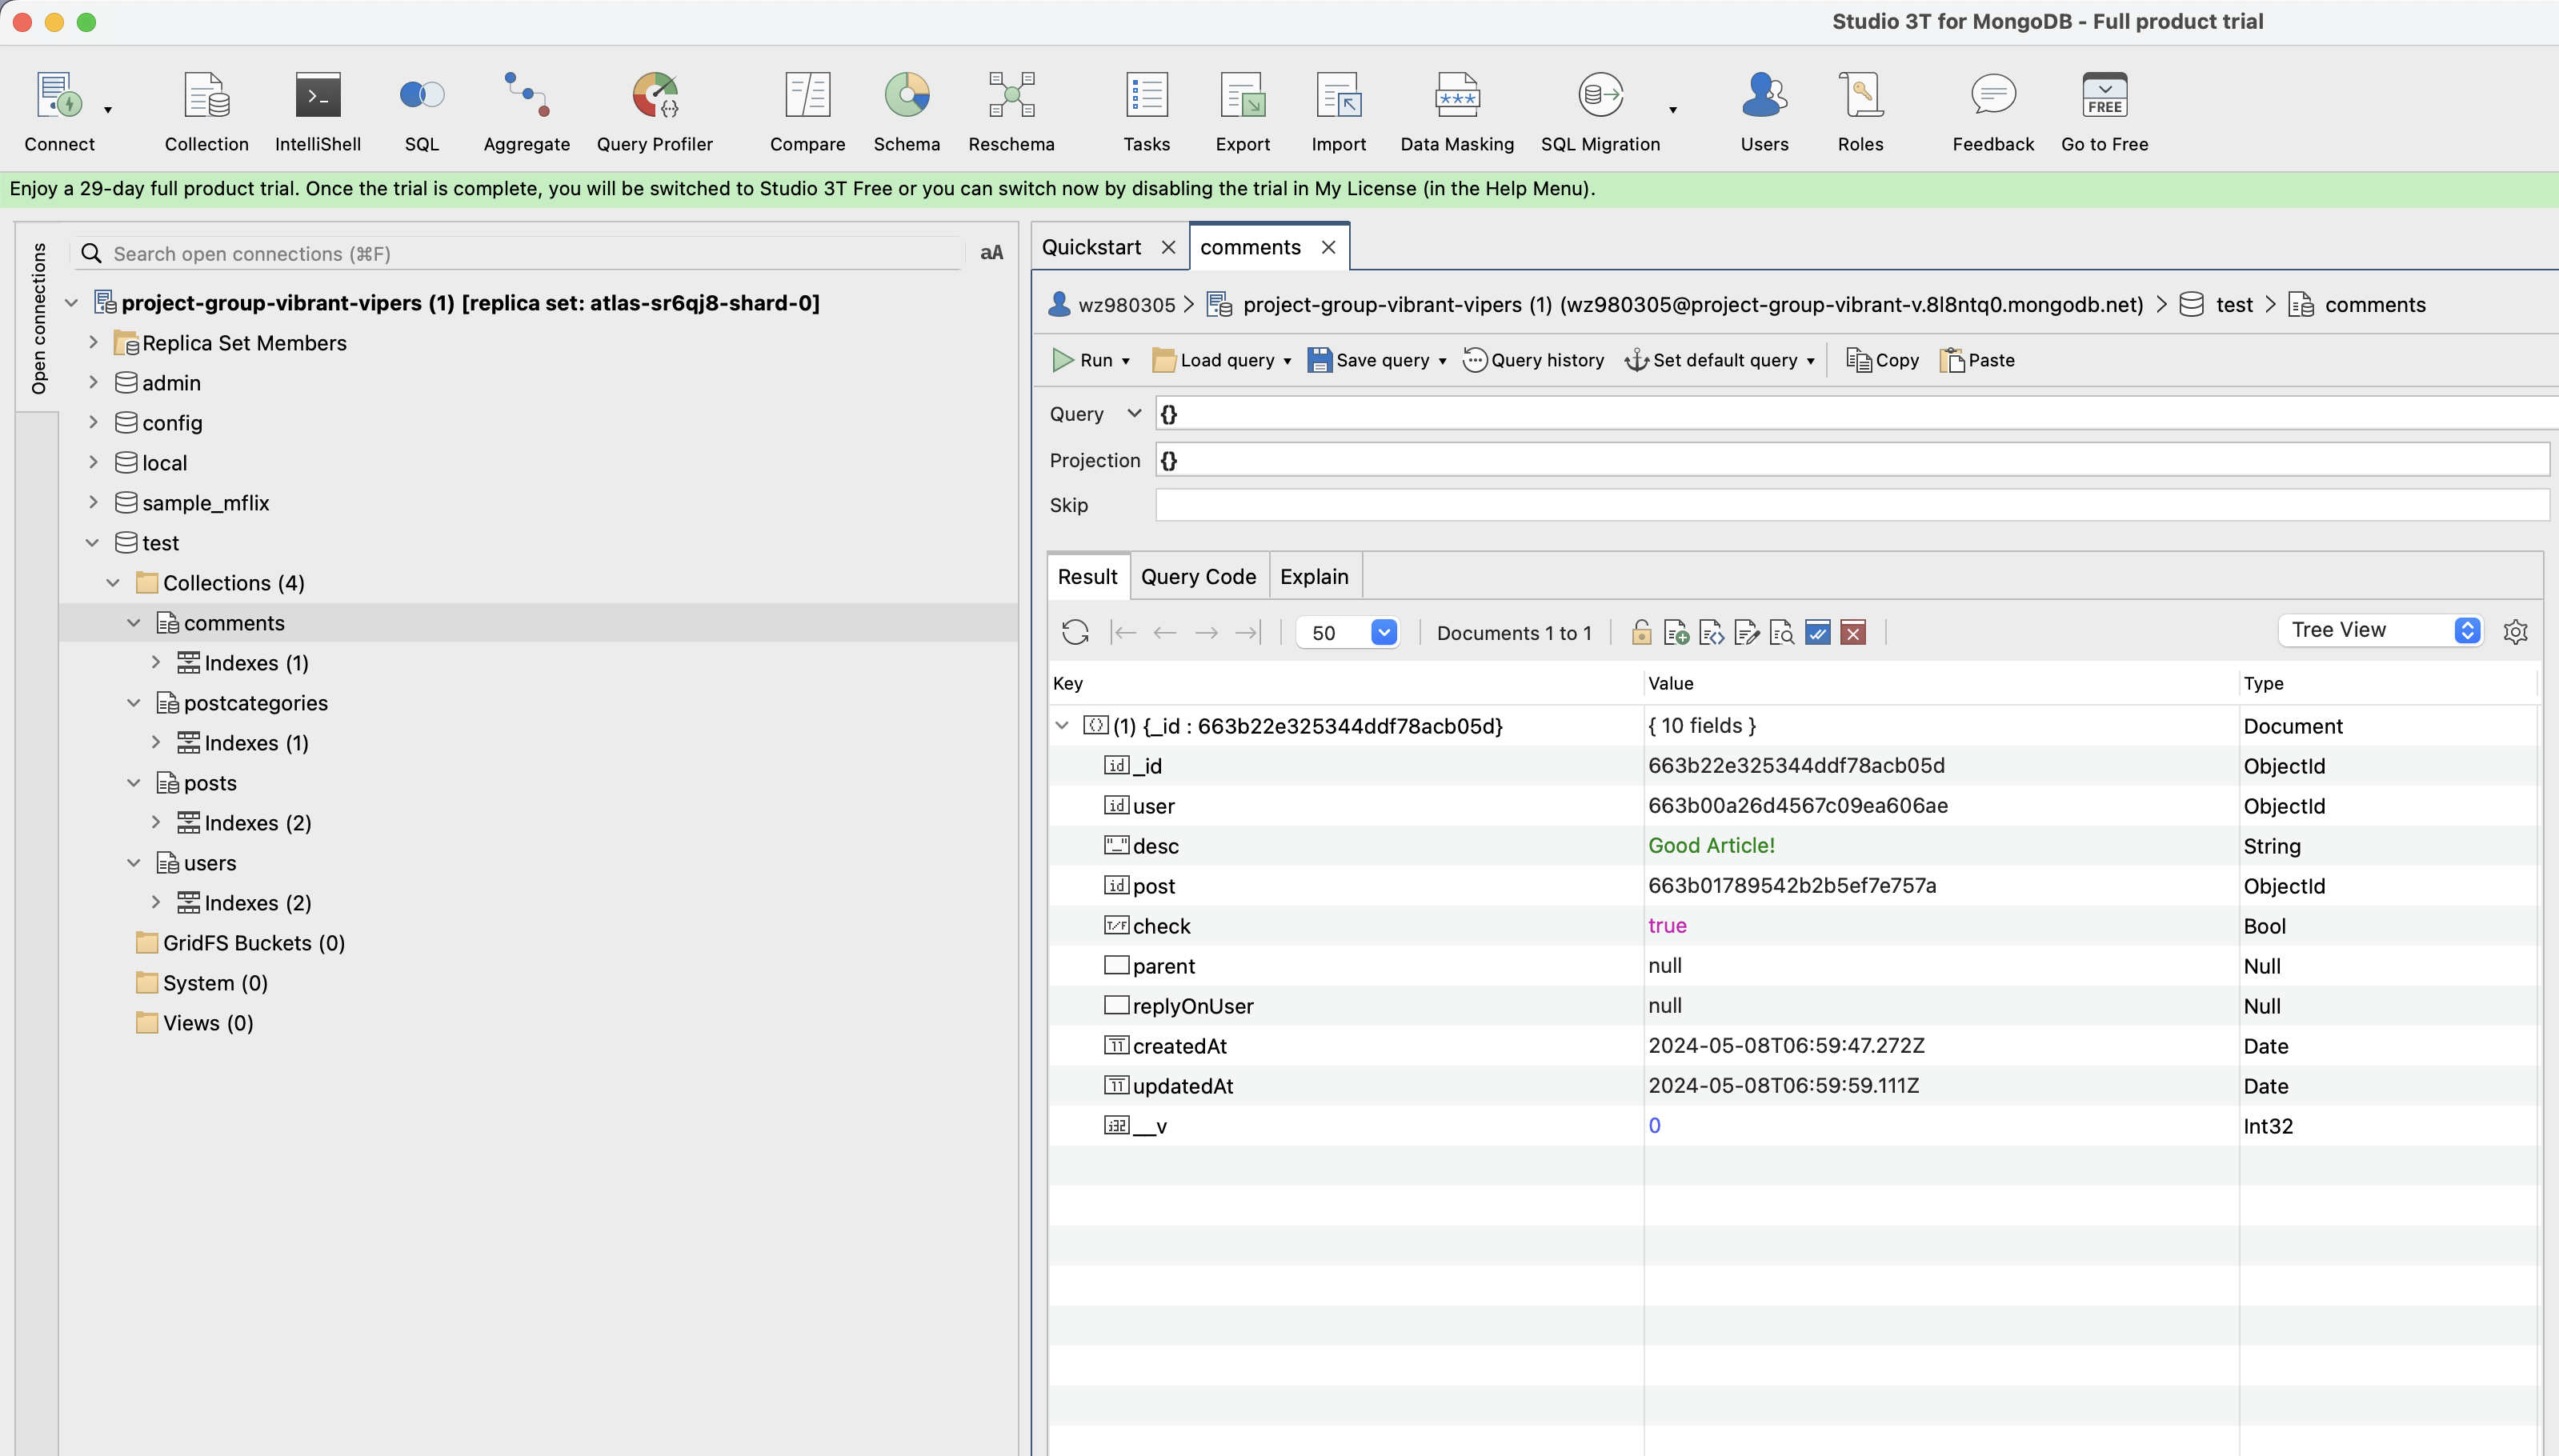 Studio 3T for MongoDB - Full product trial
Connect
Collection
IntelliShell
SQL
Aggregate
Query Profiler
Compare
Schema
Reschema
Tasks
Export
Import
Data Masking
SQL Migration
Users
Roles
Feedback
FREE
Go to Free
Enjoy a 29-day full product trial. Once the trial is complete, you will be switched to Studio 3T Free or you can switch now by disabling the trial in My License (in the Help Menu).
Open connections
Search open connections (⌘F)
aA
project-group-vibrant-vipers (1) [replica set: atlas-sr6qj8-shard-0]
Replica Set Members
admin
config
local
sample_mflix
test
Collections (4)
comments
Indexes (1)
postcategories
Indexes (1)
posts
Indexes (2)
users
Indexes (2)
GridFS Buckets (0)
System (0)
Views (0)
Quickstart
comments
wz980305 > project-group-vibrant-vipers (1) (wz980305@project-group-vibrant-v.8l8ntq0.mongodb.net) > test > comments
Run Load query Save query Query history Set default query Copy Paste
Query {}
Projection {}
Skip
Result Query Code Explain
50 Documents 1 to 1 Tree View
Key Value Type
(1) {_id : 663b22e325344ddf78acb05d} { 10 fields } Document
_id 663b22e325344ddf78acb05d ObjectId
user 663b00a26d4567c09ea606ae ObjectId
desc Good Article! String
post 663b01789542b2b5ef7e757a ObjectId
check true Bool
parent null Null
replyOnUser null Null
createdAt 2024-05-08T06:59:47.272Z Date
updatedAt 2024-05-08T06:59:59.111Z Date
__v 0 Int32